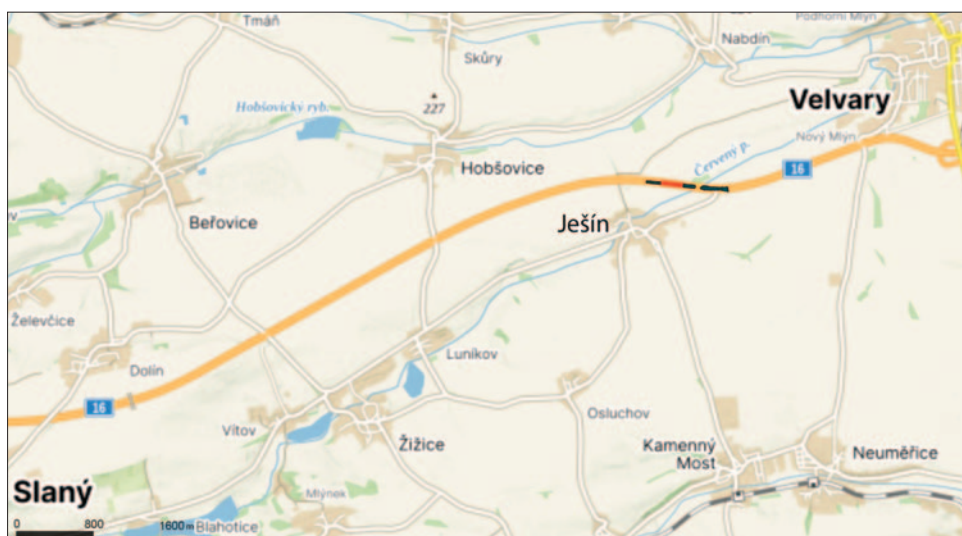 Tmáň
Podhorní Mlýn
Nabdín
Skůry
Velvary
Hobšovický ryb.
227
Nový Mlýn
Červený p.
Hobšovice
16
Ješín
Beřovice
Želevčice
Luníkov
Dolín
16
Osluchov
Vítov
Žižice
Kamenný
Most
Neuměřice
Slaný
Mlýnek
0 800 1600 m
Blahotice